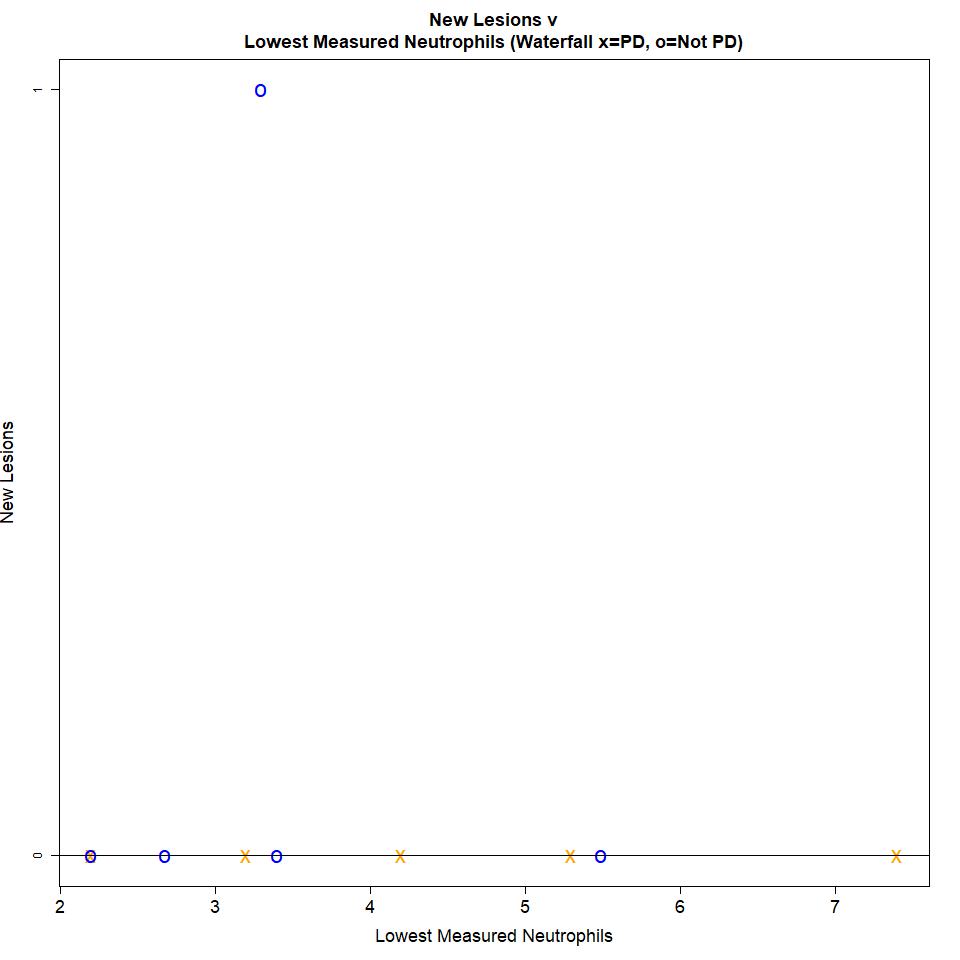 New Lesions v
Lowest Measured Neutrophils (Waterfall x=PD, o=Not PD)
1
o
New Lesions
0
x o o x o x x o x
2 3 4 5 6 7
Lowest Measured Neutrophils